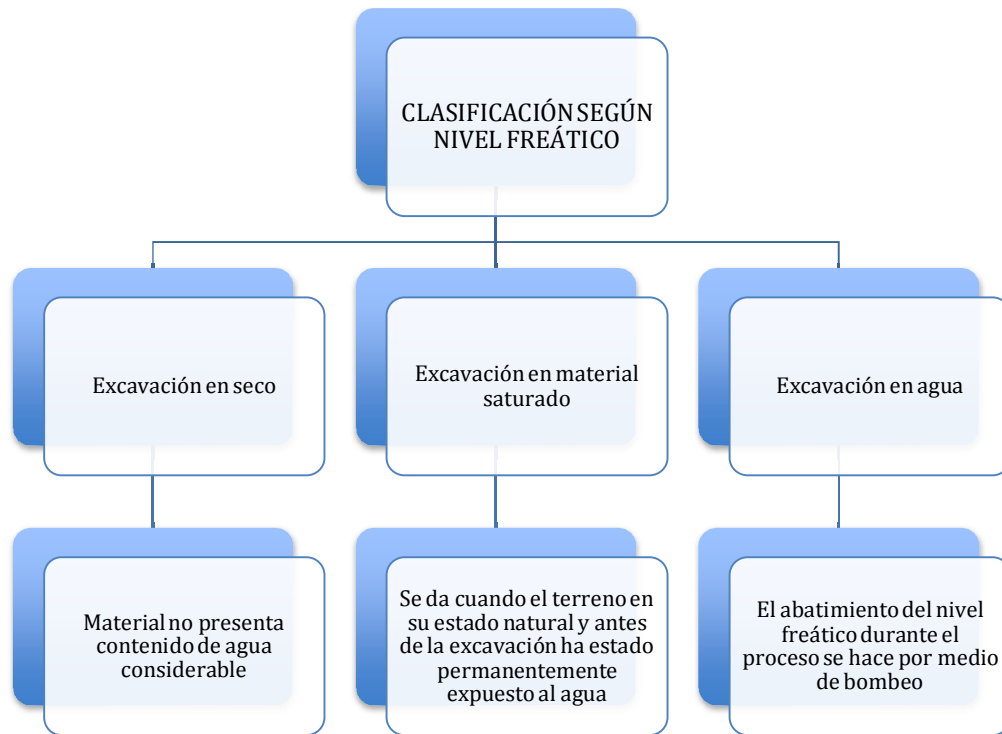 CLASIFICACIÓN SEGÚN
NIVEL FREÁTICO
Excavación en seco
Excavación en material
saturado
Excavación en agua
Material no presenta
contenido de agua
considerable
Se da cuando el terreno en
su estado natural y antes
de la excavación ha estado
permanentemente
expuesto al agua
El abatimiento del nivel
freático durante el
proceso se hace por medio
de bombeo